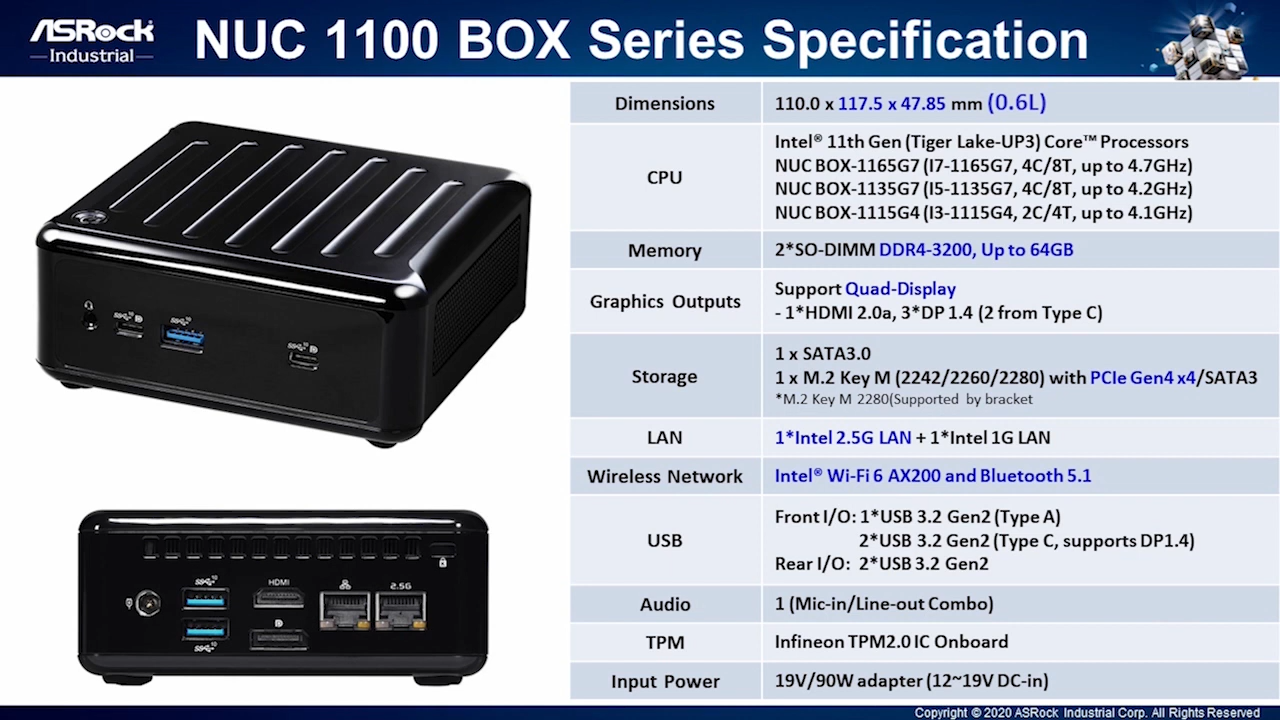 ASRock
Industrial
NUC 1100 BOX Series Specification
Dimensions
110.0 x 117.5 x 47.85 mm (0.6L)
CPU
Intel® 11th Gen (Tiger Lake-UP3) Core™ Processors
NUC BOX-1165G7 (I7-1165G7, 4C/8T, up to 4.7GHz)
NUC BOX-1135G7 (I5-1135G7, 4C/8T, up to 4.2GHz)
NUC BOX-1115G4 (I3-1115G4, 2C/4T, up to 4.1GHz)
Memory
2*SO-DIMM DDR4-3200, Up to 64GB
Graphics Outputs
Support Quad-Display
- 1*HDMI 2.0a, 3*DP 1.4 (2 from Type C)
Storage
1 x SATA3.0
1 x M.2 Key M (2242/2260/2280) with PCIe Gen4 x4/SATA3
*M.2 Key M 2280(Supported by bracket
LAN
1*Intel 2.5G LAN + 1*Intel 1G LAN
Wireless Network
Intel® Wi-Fi 6 AX200 and Bluetooth 5.1
USB
Front I/O: 1*USB 3.2 Gen2 (Type A)
2*USB 3.2 Gen2 (Type C, supports DP1.4)
Rear I/O: 2*USB 3.2 Gen2
Audio
1 (Mic-in/Line-out Combo)
TPM
Infineon TPM2.0 IC Onboard
Input Power
19V/90W adapter (12~19V DC-in)
HDMI
2.5G
Copyright © 2020 ASRock Industrial Corp. All Rights Reserved